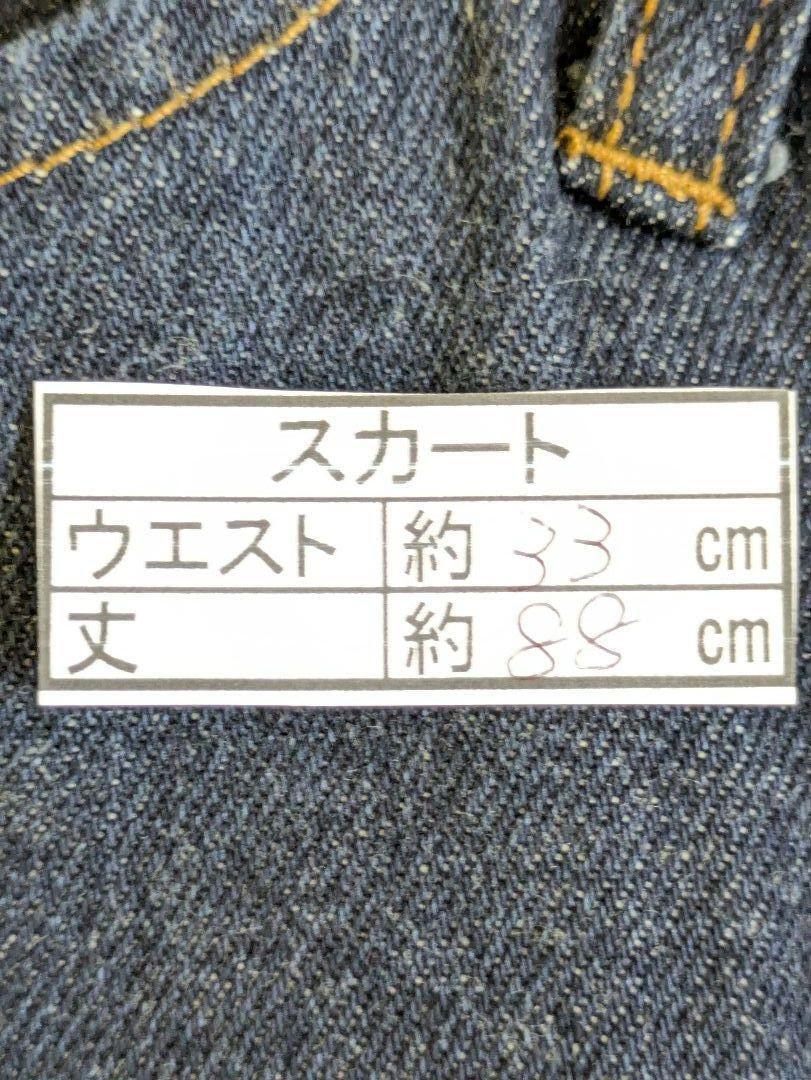 スカート
ウエスト 約 33 cm
丈 約 88 cm